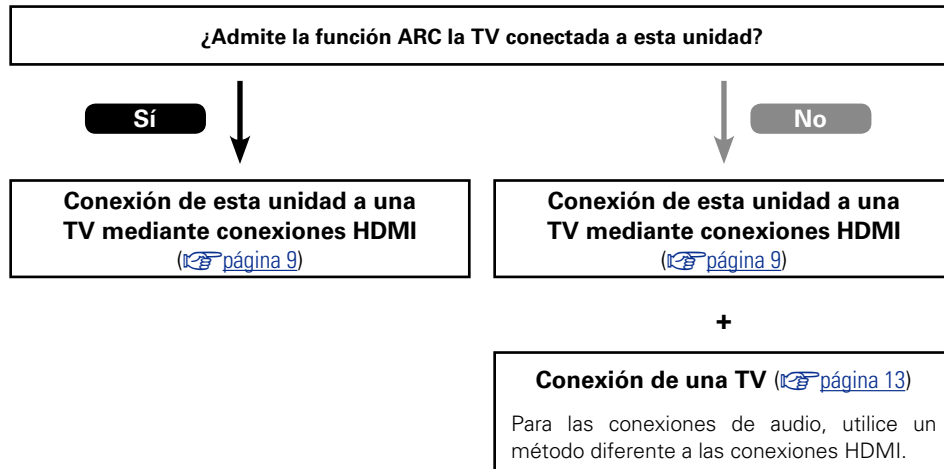 ¿Admite la función ARC la TV conectada a esta unidad?
Sí
No
Conexión de esta unidad a una
TV mediante conexiones HDMI
(página 9)
Conexión de esta unidad a una
TV mediante conexiones HDMI
(página 9)
+
Conexión de una TV (página 13)
Para las conexiones de audio, utilice un
método diferente a las conexiones HDMI.